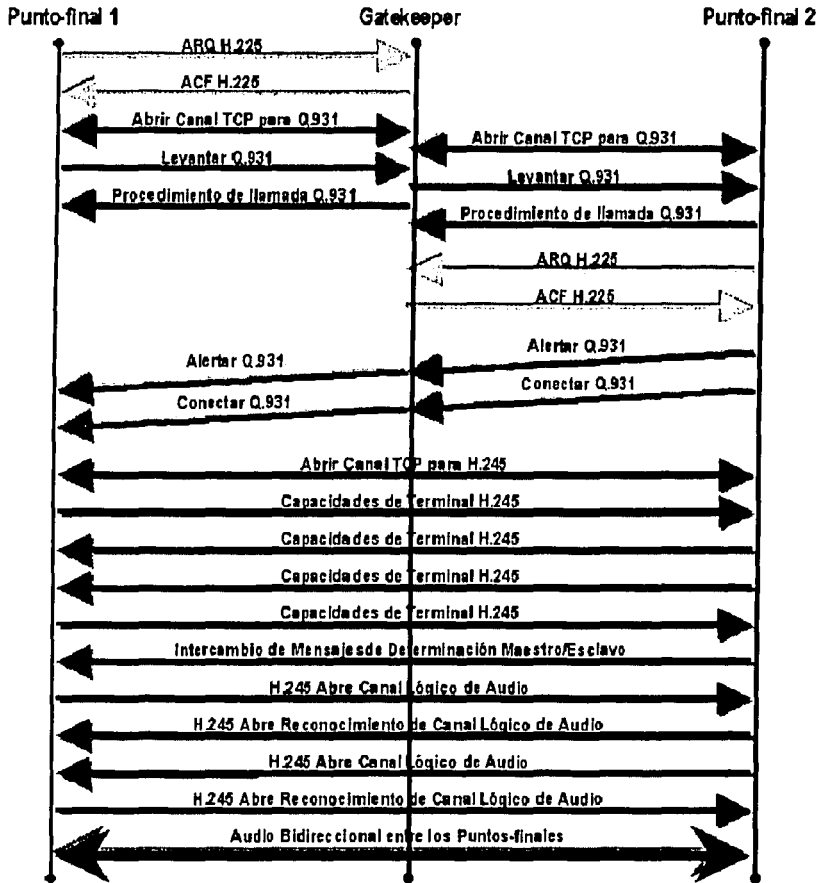 Punto-final 1
Gatekeeper
Punto-final 2
ARQ H.225
ACF H.225
Abrir Canal TCP para Q.931
Abrir Canal TCP para Q.931
Levantar Q.931
Levantar Q.931
Procedimiento de llamada Q.931
Procedimiento de llamada Q.931
ARQ H.225
ACF H.225
Alertar Q.931
Alertar Q.931
Conectar Q.931
Conectar Q.931
Abrir Canal TCP para H.245
Capacidades de Terminal H.245
Capacidades de Terminal H.245
Capacidades de Terminal H.245
Capacidades de Terminal H.245
Intercambio de Mensajesde Determinación Maestro/Esclavo
H.245 Abre Canal Lógico de Audio
H.245 Abre Reconocimiento de Canal Lógico de Audio
H.245 Abre Canal Lógico de Audio
H.245 Abre Reconocimiento de Canal Lógico de Audio
Audio Bidireccional entre los Puntos-finales